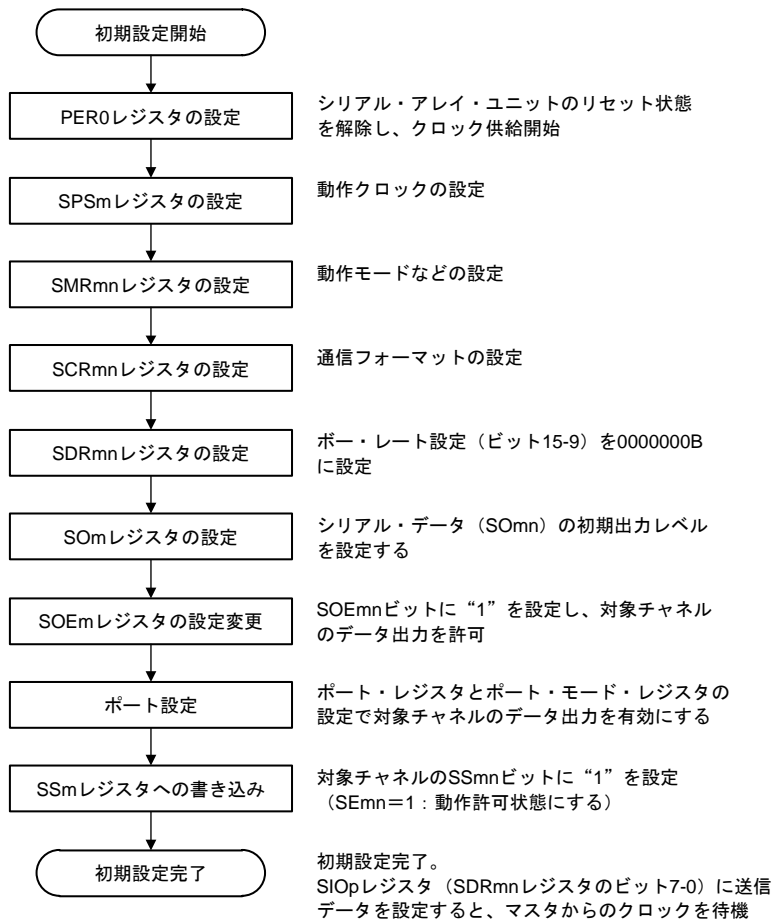 初期設定開始
PER0レジスタの設定
シリアル・アレイ・ユニットのリセット状態
を解除し、クロック供給開始
SPSmレジスタの設定
動作クロックの設定
SMRmnレジスタの設定
動作モードなどの設定
SCRmnレジスタの設定
通信フォーマットの設定
SDRmnレジスタの設定
ボー・レート設定（ビット15-9）を0000000B
に設定
SOmレジスタの設定
シリアル・データ（SOmn）の初期出力レベル
を設定する
SOEmレジスタの設定変更
SOEmnビットに“1”を設定し、対象チャネル
のデータ出力を許可
ポート設定
ポート・レジスタとポート・モード・レジスタの
設定で対象チャネルのデータ出力を有効にする
SSmレジスタへの書き込み
対象チャネルのSSmnビットに“1”を設定
（SEmn＝1：動作許可状態にする）
初期設定完了
初期設定完了。
SIOpレジスタ（SDRmnレジスタのビット7-0）に送信
データを設定すると、マスタからのクロックを待機